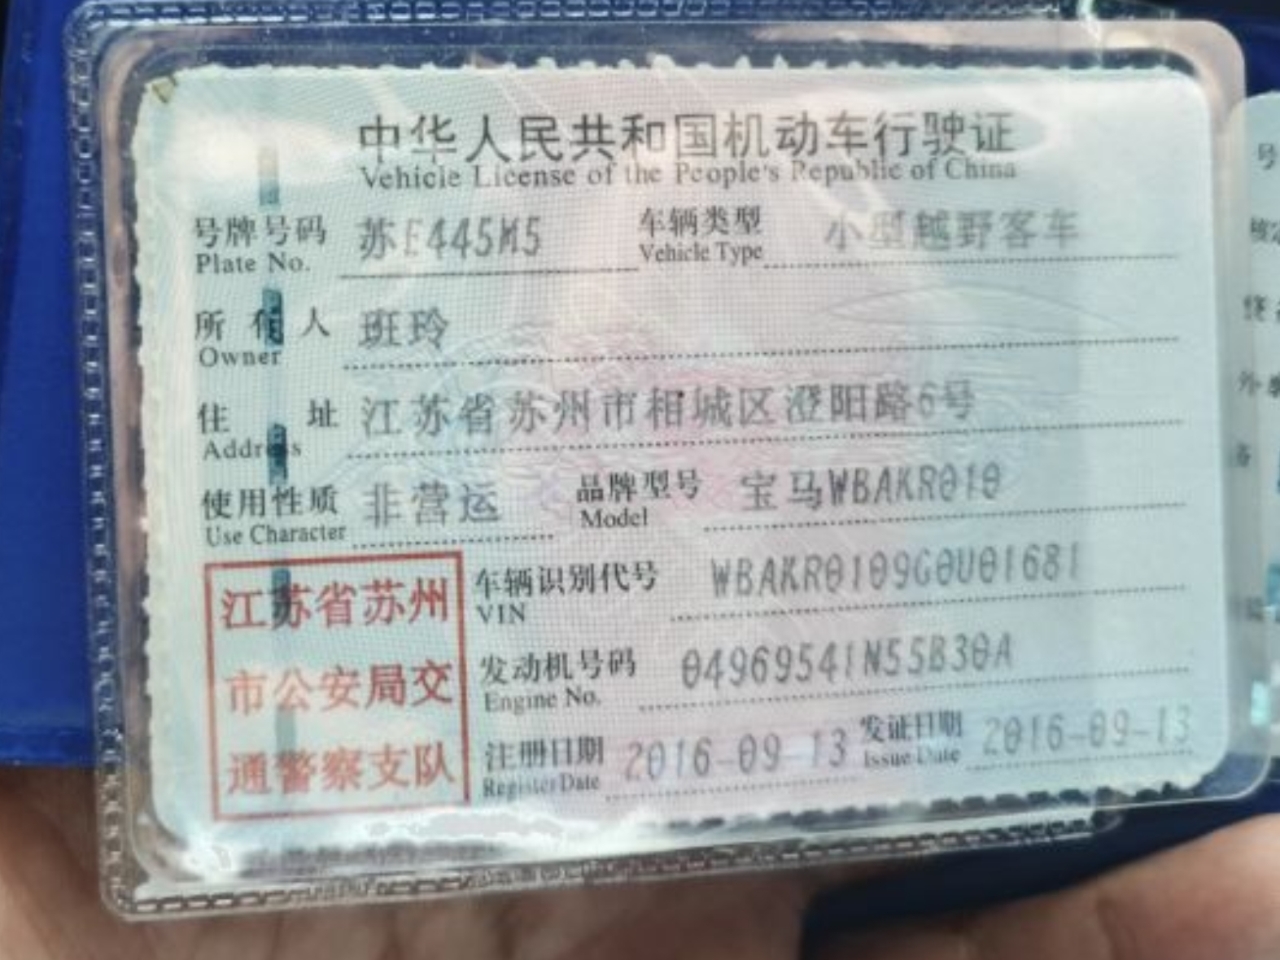 中华人民共和国机动车行驶证
Vehicle License of the People's Republic of China
号牌号码 苏E445M5 车辆类型 小型越野客车
Plate No. Vehicle Type
所有人 班玲
Owner
住址 江苏省苏州市相城区澄阳路6号
Address
使用性质 非营运 品牌型号 宝马WBAKR010
Use Character Model
江苏省苏州
市公安局交
通警察支队
车辆识别代号 WBAKR0109G0U01681
VIN
发动机号码 04969541N55B30A
Engine No.
注册日期 2016-09-13 发证日期 2016-09-13
Register Date Issue Date
号
外